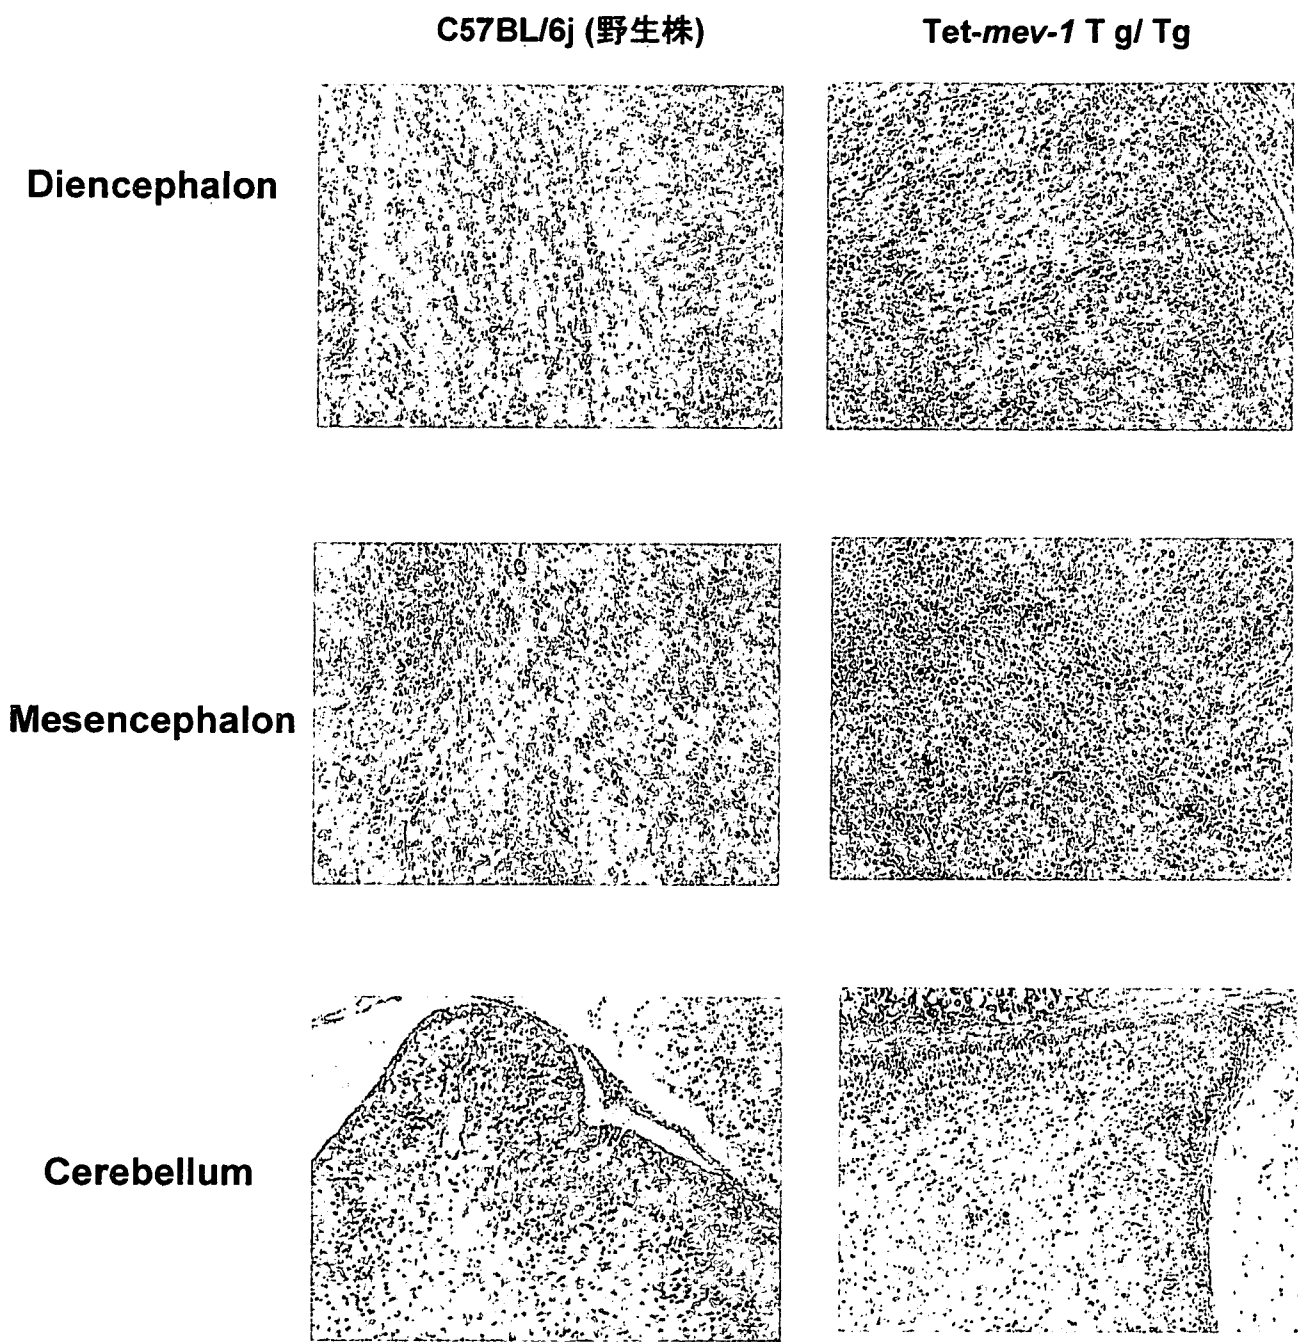 C57BL/6j (野生株)
Tet-mev-1 T g/ Tg
Diencephalon
Mesencephalon
Cerebellum